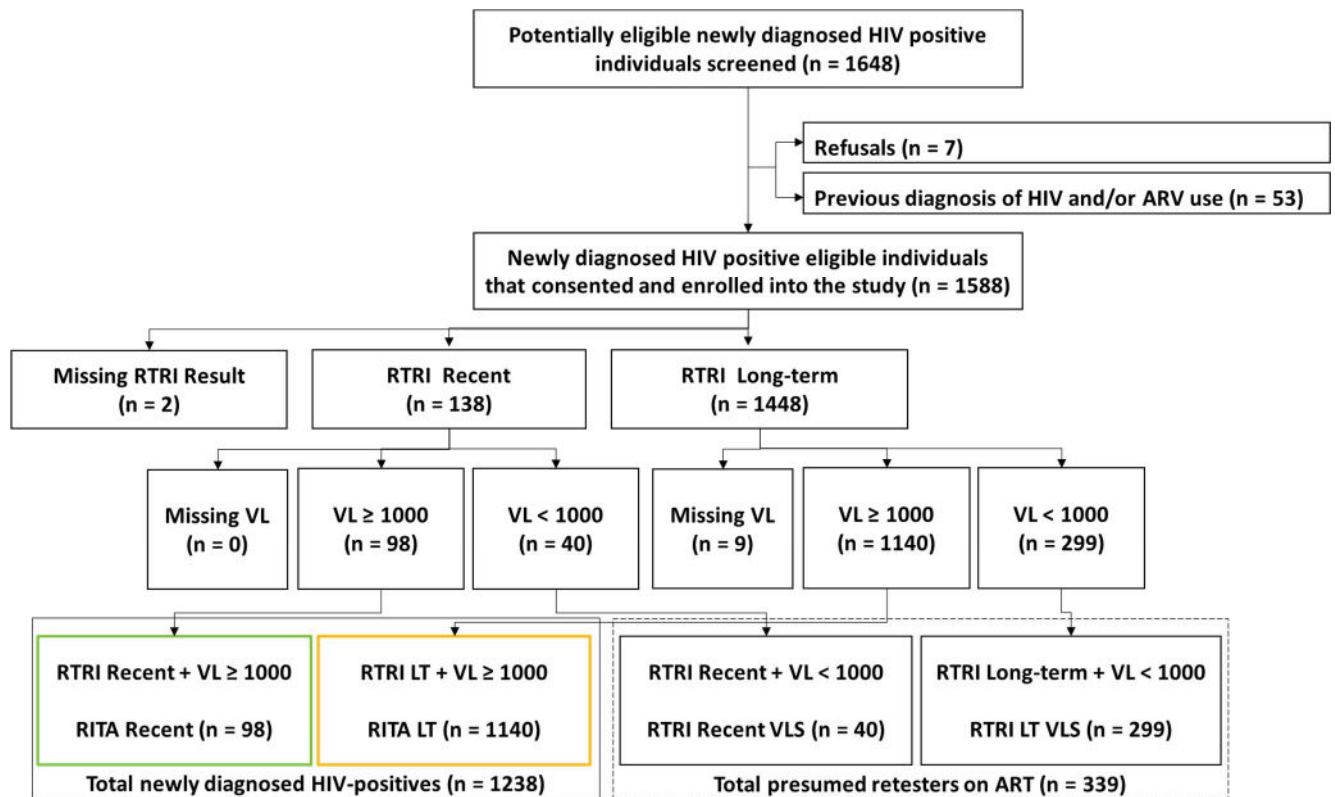 Potentially eligible newly diagnosed HIV positive
individuals screened (n = 1648)
Refusals (n = 7)
Previous diagnosis of HIV and/or ARV use (n = 53)
Newly diagnosed HIV positive eligible individuals
that consented and enrolled into the study (n = 1588)
Missing RTRI Result
(n = 2)
RTRI Recent
(n = 138)
RTRI Long-term
(n = 1448)
Missing VL
(n = 0)
VL ≥ 1000
(n = 98)
VL < 1000
(n = 40)
Missing VL
(n = 9)
VL ≥ 1000
(n = 1140)
VL < 1000
(n = 299)
RTRI Recent + VL ≥ 1000
RITA Recent (n = 98)
RTRI LT + VL ≥ 1000
RITA LT (n = 1140)
RTRI Recent + VL < 1000
RTRI Recent VLS (n = 40)
RTRI Long-term + VL < 1000
RTRI LT VLS (n = 299)
Total newly diagnosed HIV-positives (n = 1238)
Total presumed retesters on ART (n = 339)